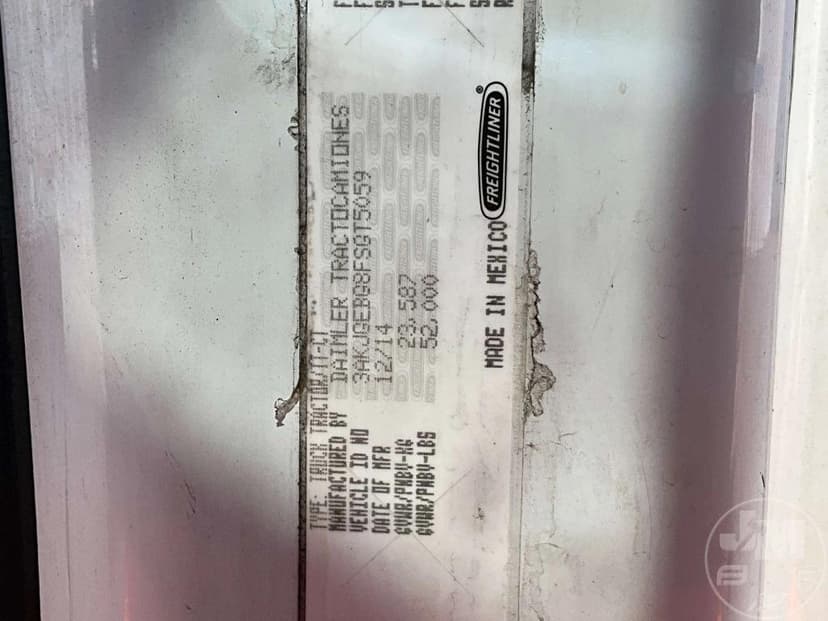 TYPE: TRUCK TRACTOR/TT-CT
MANUFACTURED BY DAIMLER TRACTOCAMIONES
VEHICLE ID NO 3AKJGEBG8FSGT5059
DATE OF MFR 12/14
GVWR/PNBV-KG 23,587
GVWR/PNBV-LBS 52,000
MADE IN MEXICO FREIGHTLINER®